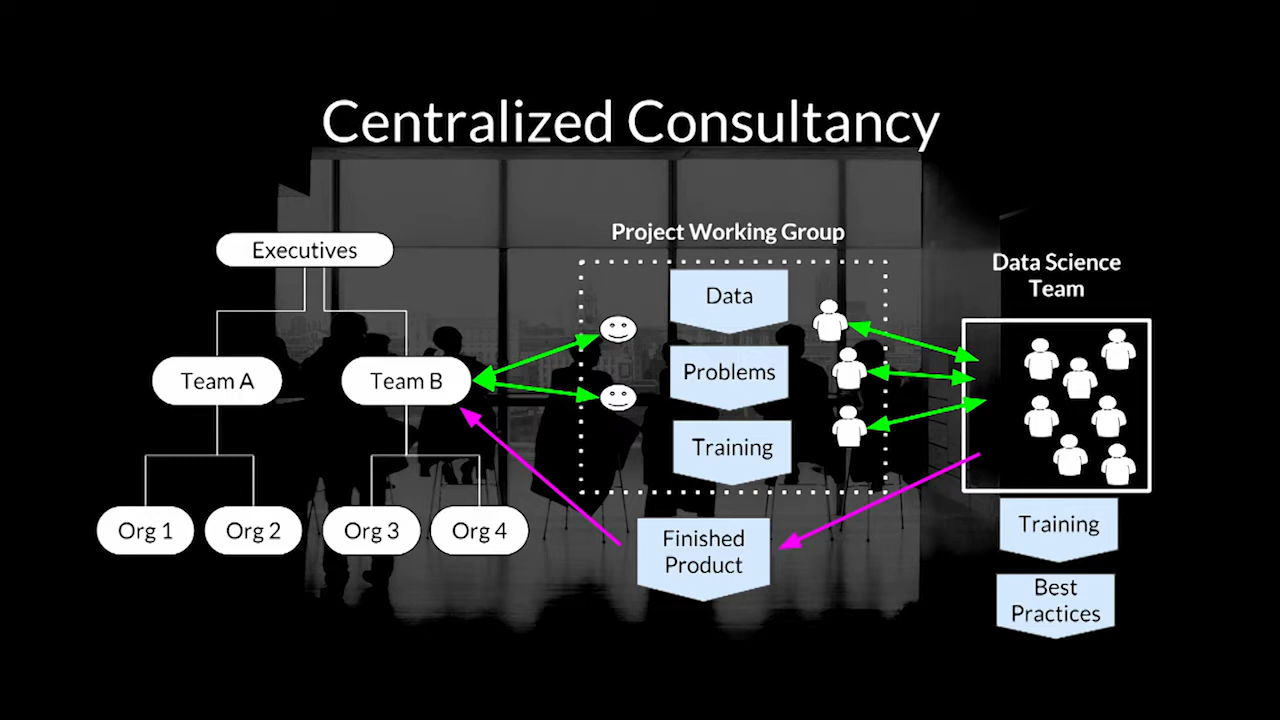 Centralized Consultancy
Executives
Team A
Team B
Org 1
Org 2
Org 3
Org 4
Project Working Group
Data
Problems
Training
Finished
Product
Data Science
Team
Training
Best
Practices